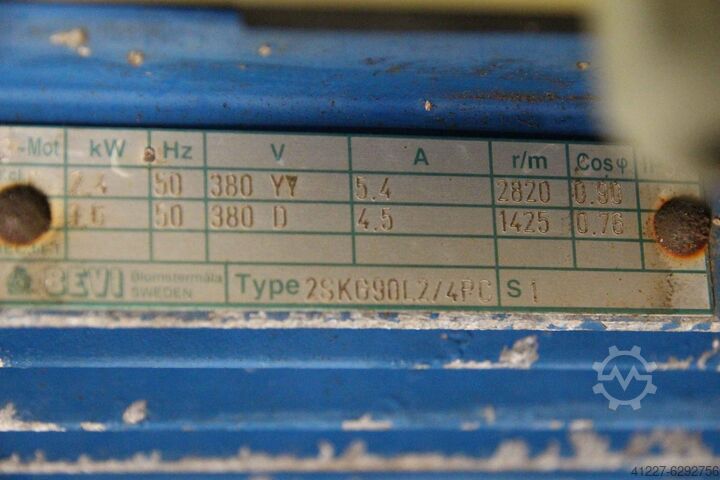 -Mot kW Hz V A r/m Cosφ
2.4 50 380 YY 5.4 2820 0.90
1.6 50 380 D 4.5 1425 0.76
BEVI Blomstermåla SWEDEN Type 2SKG90L2/4PC S 1
41227-6292756